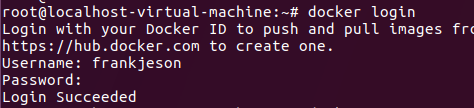 root@localhost-virtual-machine:~# docker login
Login with your Docker ID to push and pull images fro
https://hub.docker.com to create one.
Username: frankjeson
Password:
Login Succeeded